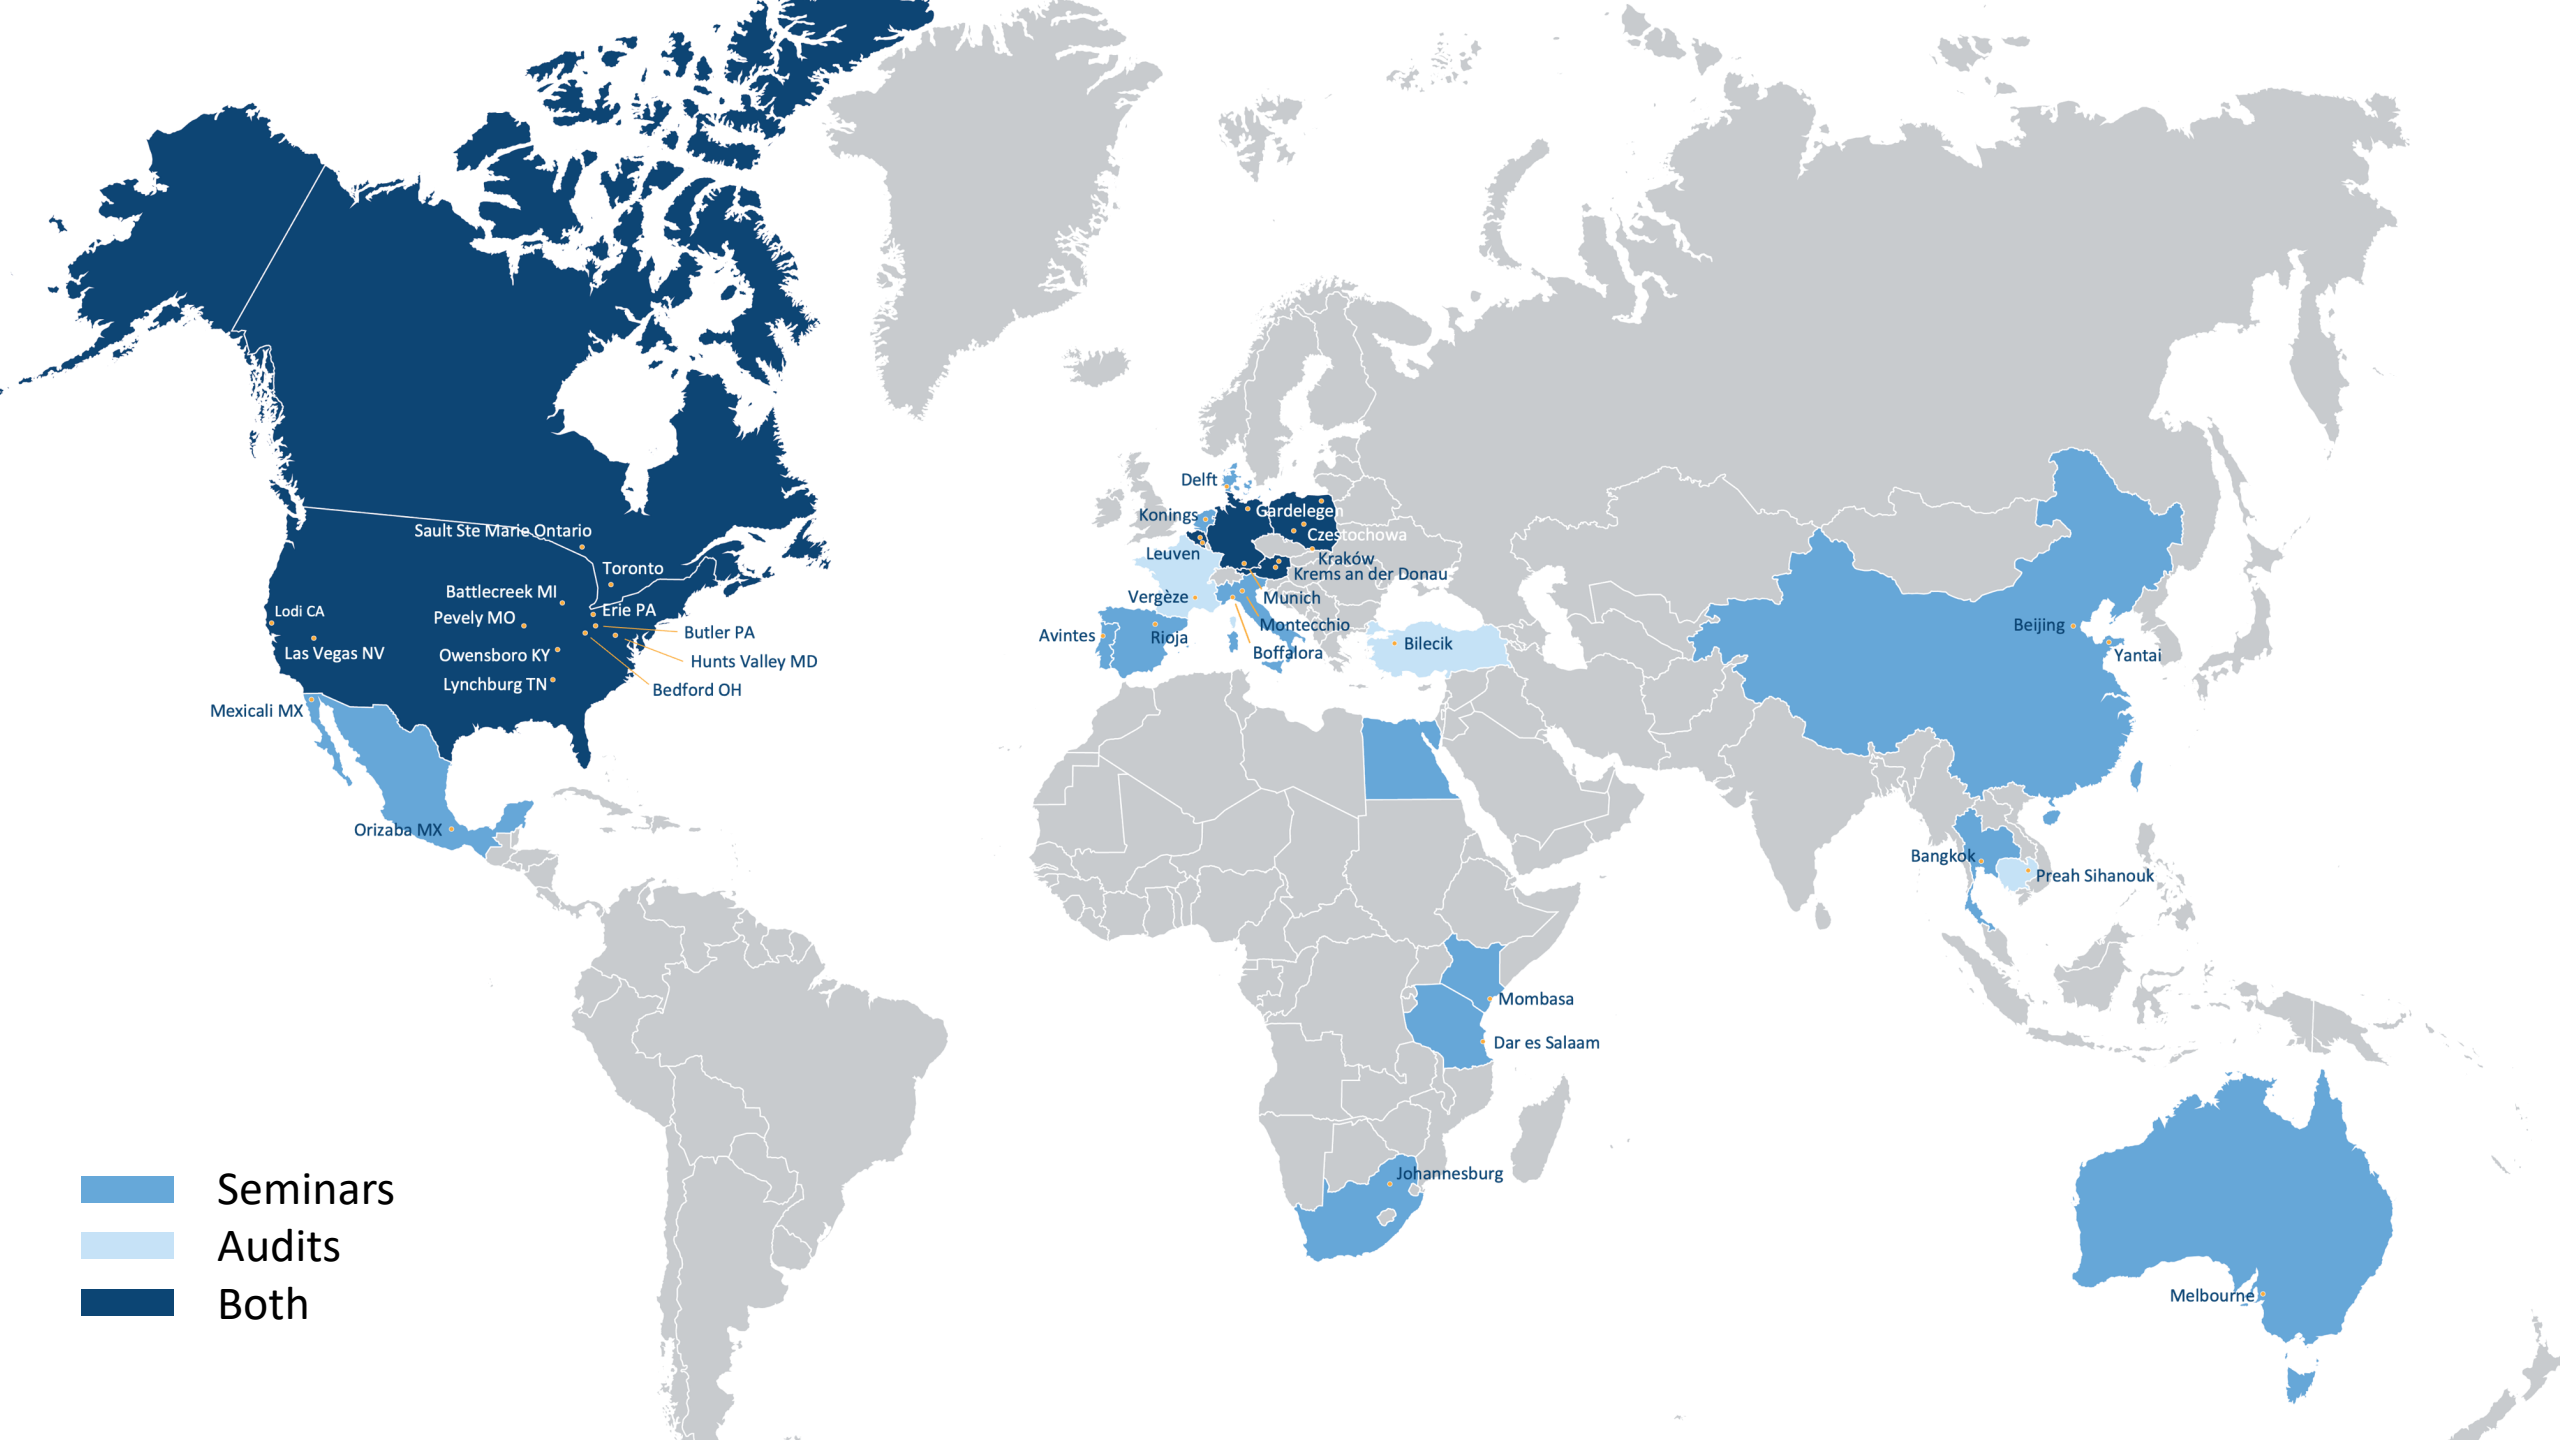 Delft
Gardelegen
Konings
Sault Ste Marie Ontario
Czestochowa
Leuven
Kraków
Toronto
Krems an der Donau
Battlecreek MI
Vergèze
Munich
Lodi CA
Erie PA
Pevely MO
Montecchio
Beijing
Butler PA
Avintes
Rioja
Bilecik
Las Vegas NV
Boffalora
Owensboro KY
Yantai
Hunts Valley MD
Lynchburg TN
Bedford OH
Mexicali MX
Orizaba MX
Bangkok
Preah Sihanouk
Mombasa
Dar es Salaam
Johannesburg
Melbourne
Seminars
Audits
Both